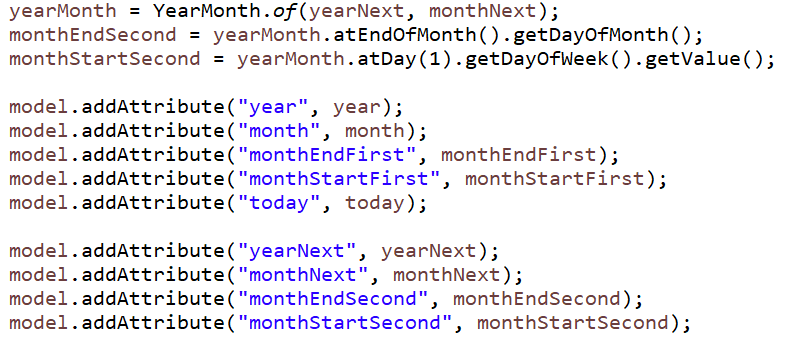 yearMonth = YearMonth.of(yearNext, monthNext);
monthEndSecond = yearMonth.atEndOfMonth().getDayOfMonth();
monthStartSecond = yearMonth.atDay(1).getDayOfWeek().getValue();

model.addAttribute("year", year);
model.addAttribute("month", month);
model.addAttribute("monthEndFirst", monthEndFirst);
model.addAttribute("monthStartFirst", monthStartFirst);
model.addAttribute("today", today);

model.addAttribute("yearNext", yearNext);
model.addAttribute("monthNext", monthNext);
model.addAttribute("monthEndSecond", monthEndSecond);
model.addAttribute("monthStartSecond", monthStartSecond);